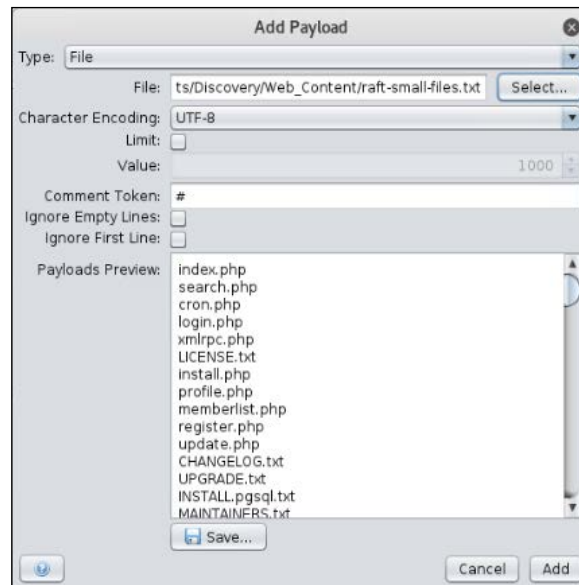 Add Payload
Type: File
File: ts/Discovery/Web_Content/raft-small-files.txt Select...
Character Encoding: UTF-8
Limit:
Value: 1000
Comment Token: #
Ignore Empty Lines:
Ignore First Line:
Payloads Preview: index.php
search.php
cron.php
login.php
xmlrpc.php
LICENSE.txt
install.php
profile.php
memberlist.php
register.php
update.php
CHANGELOG.txt
UPGRADE.txt
INSTALL.pgsql.txt
MAINTAINERS.txt
Save...
Cancel Add